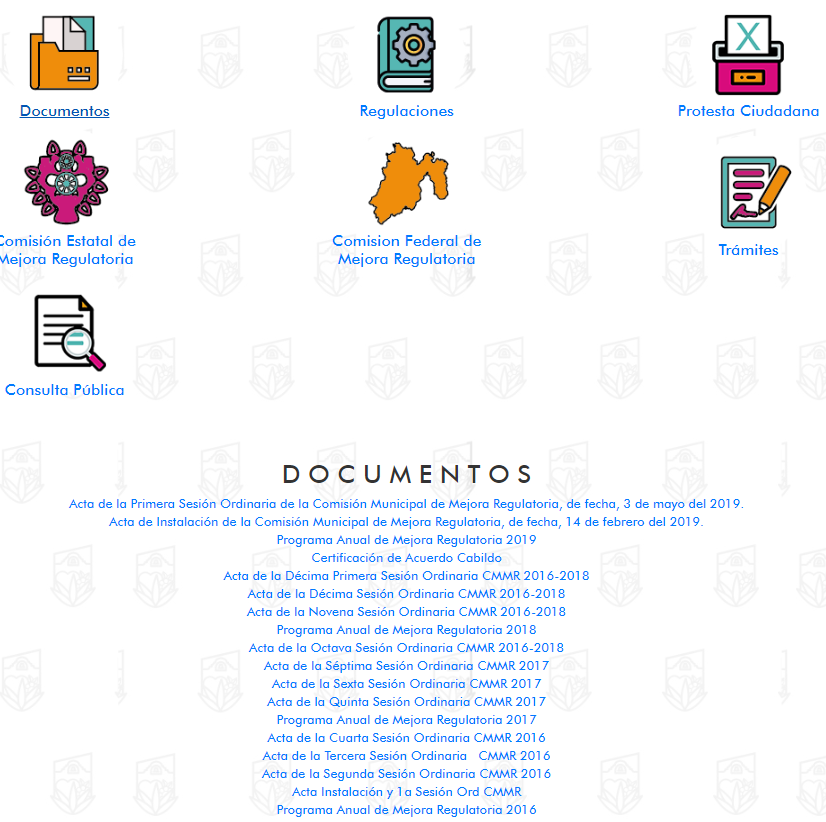 X
Documentos
Regulaciones
Protesta Ciudadana
Comisión Estatal de
Mejora Regulatoria
Comision Federal de
Mejora Regulatoria
Trámites
Consulta Pública
DOCUMENTOS
Acta de la Primera Sesión Ordinaria de la Comisión Municipal de Mejora Regulatoria, de fecha, 3 de mayo del 2019.
Acta de Instalación de la Comisión Municipal de Mejora Regulatoria, de fecha, 14 de febrero del 2019.
Programa Anual de Mejora Regulatoria 2019
Certificación de Acuerdo Cabildo
Acta de la Décima Primera Sesión Ordinaria CMMR 2016-2018
Acta de la Décima Sesión Ordinaria CMMR 2016-2018
Acta de la Novena Sesión Ordinaria CMMR 2016-2018
Programa Anual de Mejora Regulatoria 2018
Acta de la Octava Sesión Ordinaria CMMR 2016-2018
Acta de la Séptima Sesión Ordinaria CMMR 2017
Acta de la Sexta Sesión Ordinaria CMMR 2017
Acta de la Quinta Sesión Ordinaria CMMR 2017
Programa Anual de Mejora Regulatoria 2017
Acta de la Cuarta Sesión Ordinaria CMMR 2016
Acta de la Tercera Sesión Ordinaria CMMR 2016
Acta de la Segunda Sesión Ordinaria CMMR 2016
Acta Instalación y 1a Sesión Ord CMMR
Programa Anual de Mejora Regulatoria 2016